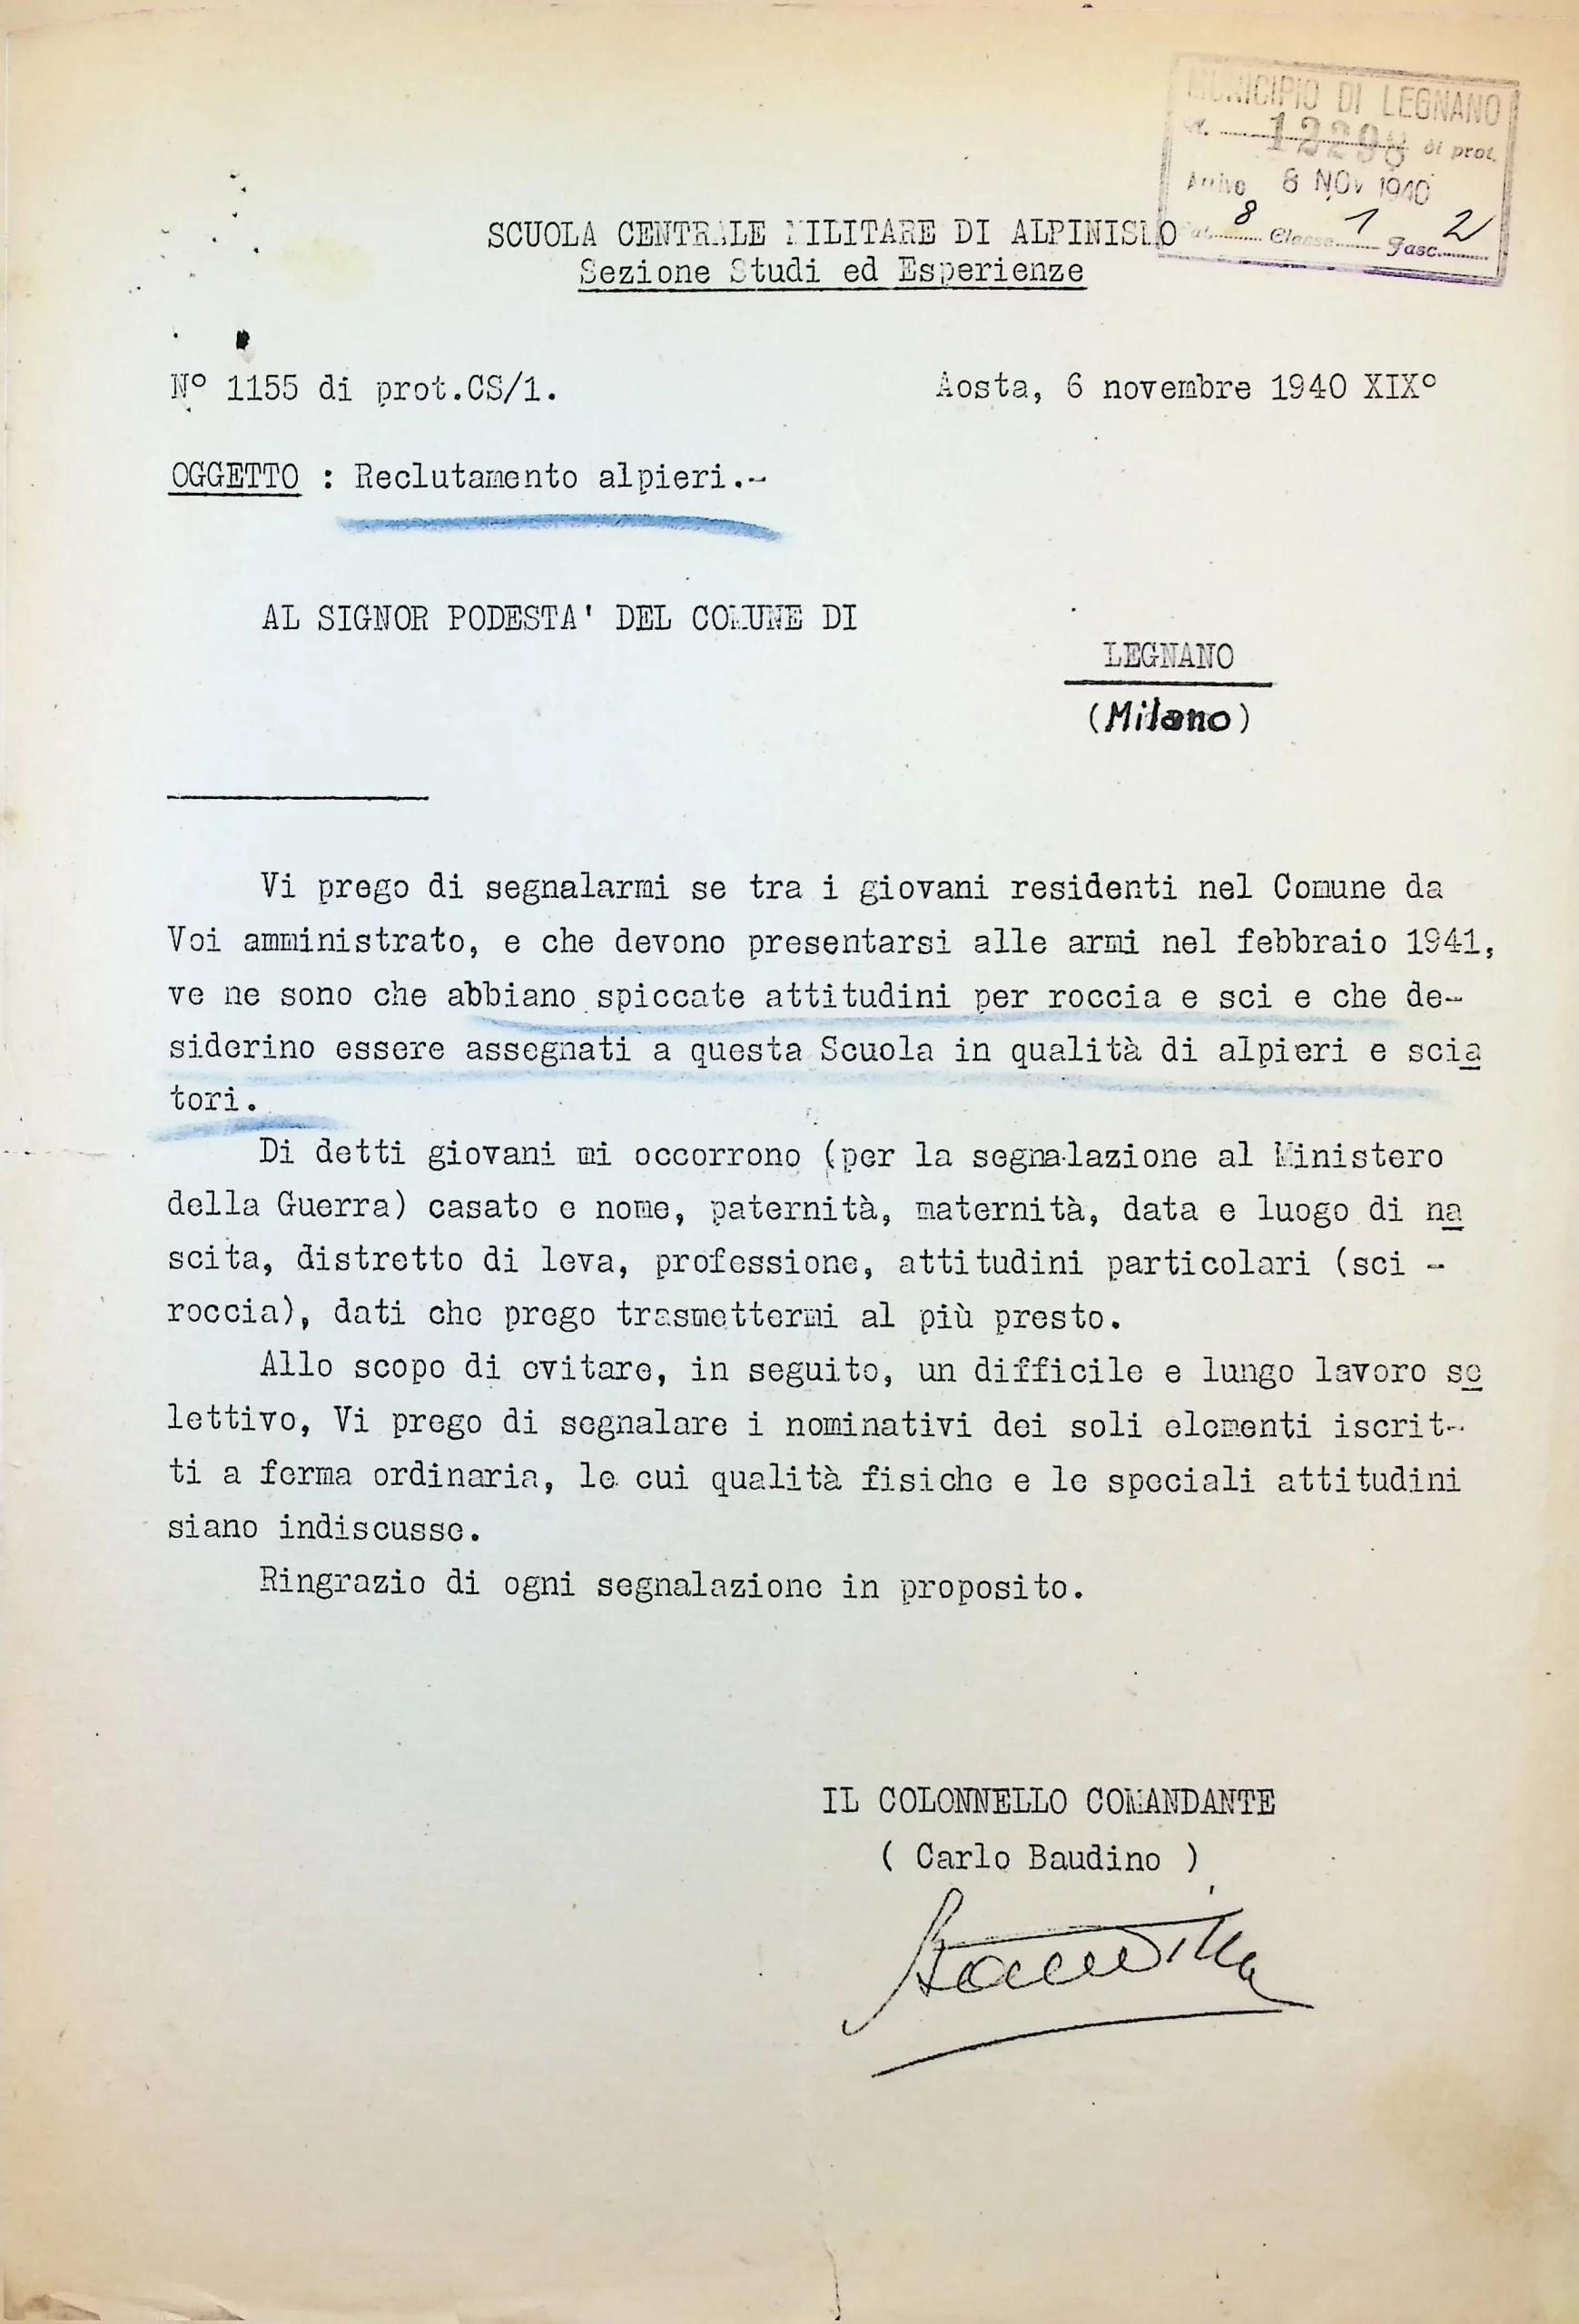 MUNICIPIO DI LEGNANO
N. 12298 di prot.
Arrivo 8 NOV 1940
Cat. 8 Classe 1 Fasc. 2
SCUOLA CENTRALE MILITARE DI ALPINISMO
Sezione Studi ed Esperienze
N° 1155 di prot.CS/1.
Aosta, 6 novembre 1940 XIX°
OGGETTO : Reclutamento alpieri.-
AL SIGNOR PODESTA' DEL COMUNE DI
LEGNANO
(Milano)
Vi prego di segnalarmi se tra i giovani residenti nel Comune da
Voi amministrato, e che devono presentarsi alle armi nel febbraio 1941,
ve ne sono che abbiano spiccate attitudini per roccia e sci e che de-
siderino essere assegnati a questa Scuola in qualità di alpieri e scia
tori.
Di detti giovani mi occorrono (per la segnalazione al Ministero
della Guerra) casato e nome, paternità, maternità, data e luogo di na
scita, distretto di leva, professione, attitudini particolari (sci -
roccia), dati che prego trasmettermi al più presto.
Allo scopo di evitare, in seguito, un difficile e lungo lavoro se
lettivo, Vi prego di segnalare i nominativi dei soli elementi iscrit-
ti a ferma ordinaria, le cui qualità fisiche e le speciali attitudini
siano indiscusse.
Ringrazio di ogni segnalazione in proposito.
IL COLONNELLO COMANDANTE
( Carlo Baudino )